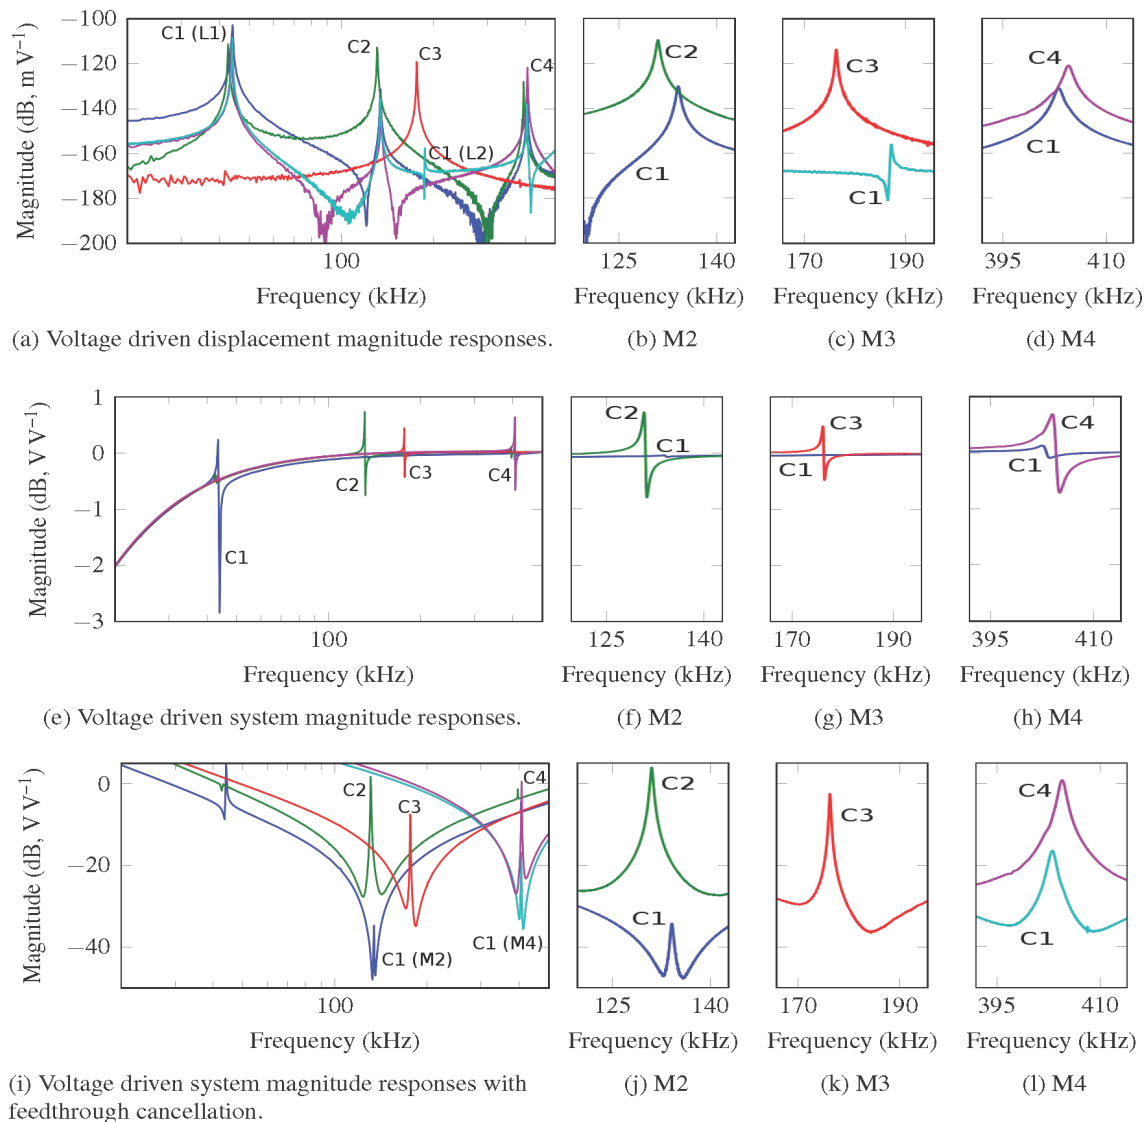 −100
−120
−140
−160
−180
−200
Magnitude (dB, m V−1)
C1 (L1)
C2
C3
C4
C1 (L2)
100
Frequency (kHz)
(a) Voltage driven displacement magnitude responses.
C2
C1
125 140
Frequency (kHz)
(b) M2
C3
C1
170 190
Frequency (kHz)
(c) M3
C4
C1
395 410
Frequency (kHz)
(d) M4
1
0
−1
−2
−3
Magnitude (dB, V V−1)
C1
C2
C3
C4
100
Frequency (kHz)
(e) Voltage driven system magnitude responses.
C2
C1
125 140
Frequency (kHz)
(f) M2
C3
C1
170 190
Frequency (kHz)
(g) M3
C4
C1
395 410
Frequency (kHz)
(h) M4
0
−20
−40
Magnitude (dB, V V−1)
C2
C3
C4
C1 (M2)
C1 (M4)
100
Frequency (kHz)
(i) Voltage driven system magnitude responses with
feedthrough cancellation.
C2
C1
125 140
Frequency (kHz)
(j) M2
C3
170 190
Frequency (kHz)
(k) M3
C4
C1
395 410
Frequency (kHz)
(l) M4